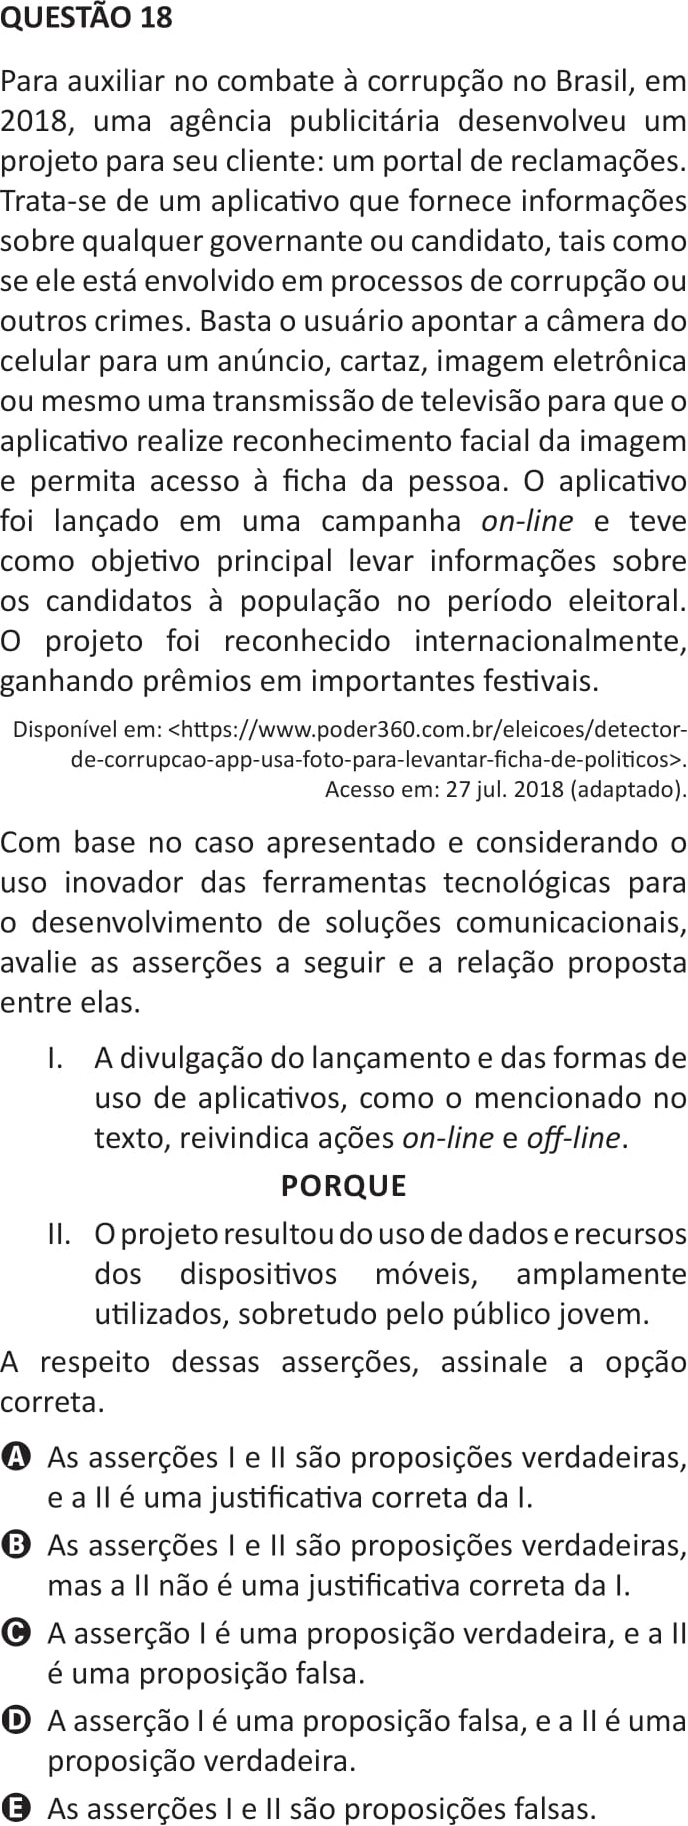 QUESTÃO 18
Para auxiliar no combate à corrupção no Brasil, em
2018, uma agência publicitária desenvolveu um
projeto para seu cliente: um portal de reclamações.
Trata-se de um aplicativo que fornece informações
sobre qualquer governante ou candidato, tais como
se ele está envolvido em processos de corrupção ou
outros crimes. Basta o usuário apontar a câmera do
celular para um anúncio, cartaz, imagem eletrônica
ou mesmo uma transmissão de televisão para que o
aplicativo realize reconhecimento facial da imagem
e permita acesso à ficha da pessoa. O aplicativo
foi lançado em uma campanha on-line e teve
como objetivo principal levar informações sobre
os candidatos à população no período eleitoral.
O projeto foi reconhecido internacionalmente,
ganhando prêmios em importantes festivais.
Disponível em: <https://www.poder360.com.br/eleicoes/detector-
de-corrupcao-app-usa-foto-para-levantar-ficha-de-politicos>.
Acesso em: 27 jul. 2018 (adaptado).
Com base no caso apresentado e considerando o
uso inovador das ferramentas tecnológicas para
o desenvolvimento de soluções comunicacionais,
avalie as asserções a seguir e a relação proposta
entre elas.
I. A divulgação do lançamento e das formas de
uso de aplicativos, como o mencionado no
texto, reivindica ações on-line e off-line.
PORQUE
II. O projeto resultou do uso de dados e recursos
dos dispositivos móveis, amplamente
utilizados, sobretudo pelo público jovem.
A respeito dessas asserções, assinale a opção
correta.
A As asserções I e II são proposições verdadeiras,
e a II é uma justificativa correta da I.
B As asserções I e II são proposições verdadeiras,
mas a II não é uma justificativa correta da I.
C A asserção I é uma proposição verdadeira, e a II
é uma proposição falsa.
D A asserção I é uma proposição falsa, e a II é uma
proposição verdadeira.
E As asserções I e II são proposições falsas.